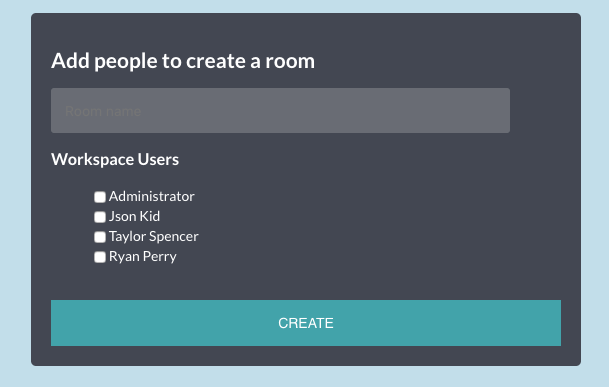 Add people to create a room
Room name
Workspace Users
Administrator
Json Kid
Taylor Spencer
Ryan Perry
CREATE